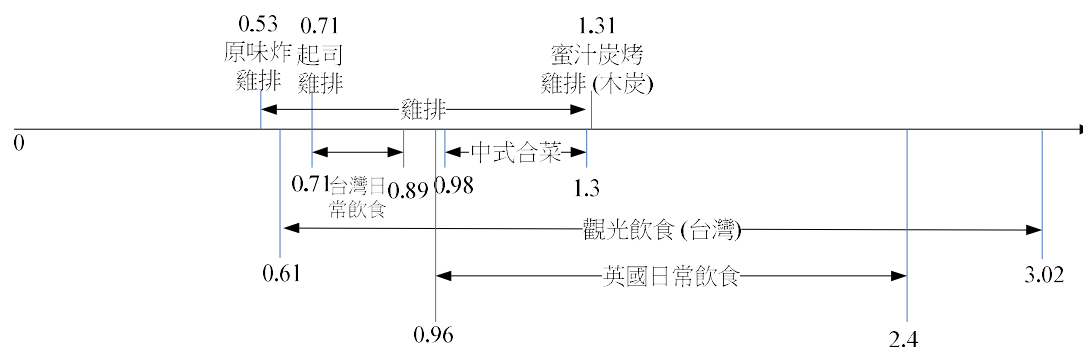 0.53
原味炸
雞排
0.71
起司
雞排
1.31
蜜汁炭烤
雞排 (木炭)
雞排
0
中式合菜
0.71
台灣日
常飲食
0.89
0.98
1.3
觀光飲食 (台灣)
0.61
英國日常飲食
3.02
0.96
2.4